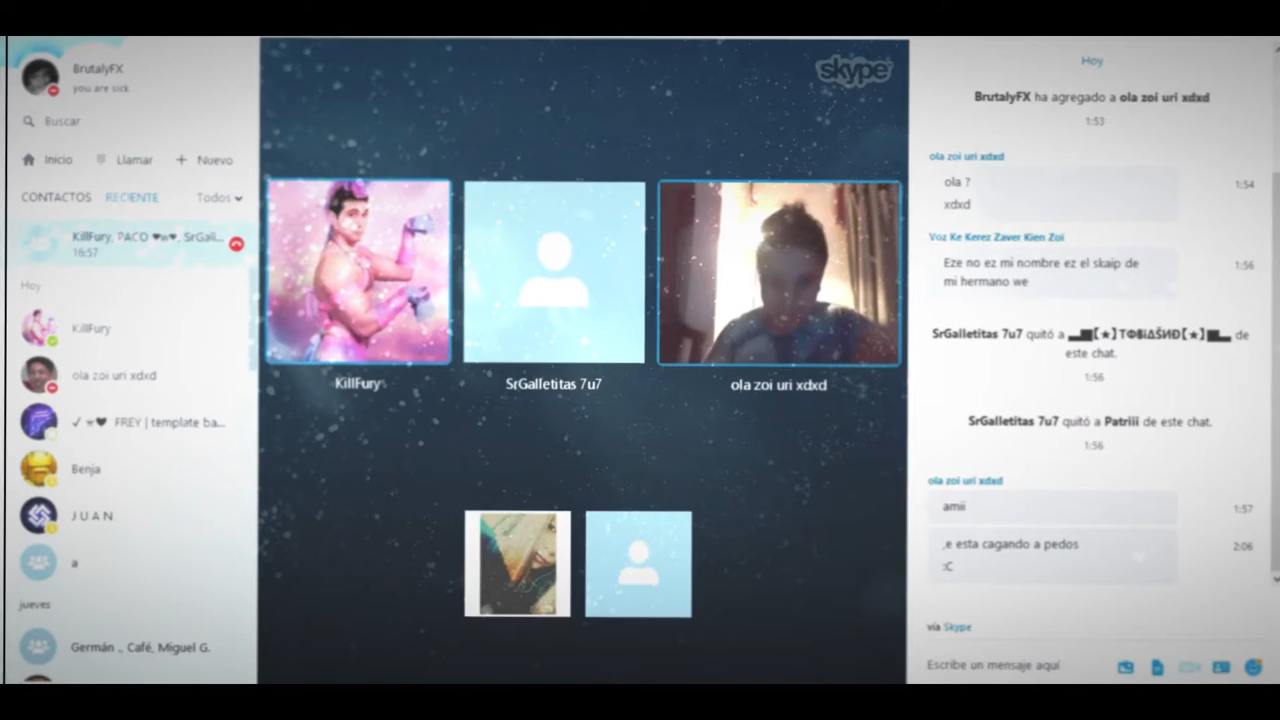 BrutalyFX
you are sick
Buscar
Inicio Llamar Nuevo
CONTACTOS RECIENTE Todos
KillFury, PACO ♥w♥, SrGall...
16:57
Hoy
KillFury
ola zoi uri xdxd
✓ ♥ FREY | template ba...
Benja
J U A N
a
jueves
Germán ., Café, Miguel G.
skype
KillFury
SrGalletitas 7u7
ola zoi uri xdxd
Hoy
BrutalyFX ha agregado a ola zoi uri xdxd
1:53
ola zoi uri xdxd
ola ?
1:54
xdxd
Voz Ke Kerez Zaver Kien Zoi
Eze no ez mi nombre ez el skaip de
1:56
mi hermano we
SrGalletitas 7u7 quitó a ▃▇【★】TΦBiΔŠИĐ【★】▇▃ de
este chat.
1:56
SrGalletitas 7u7 quitó a Patriii de este chat.
1:56
ola zoi uri xdxd
amii
1:57
,e esta cagando a pedos
2:06
:C
vía Skype
Escribe un mensaje aquí